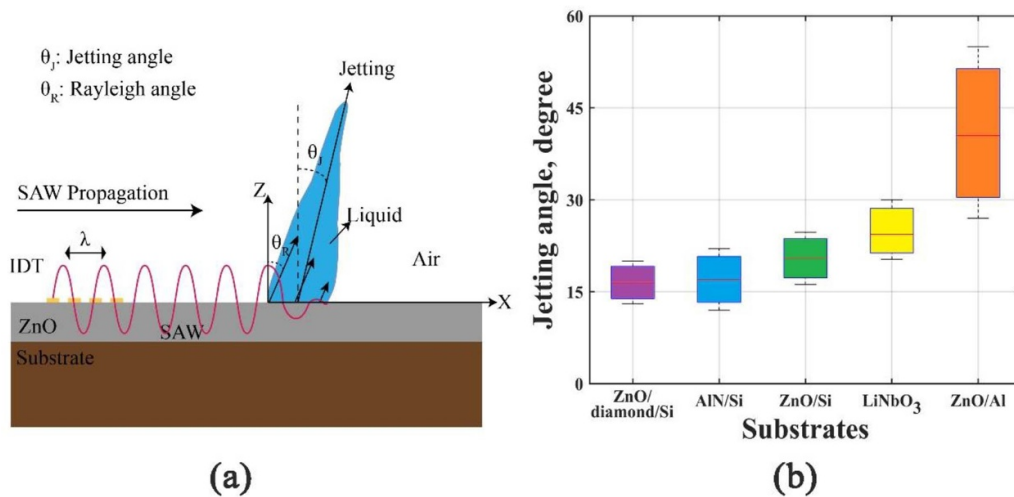 θJ: Jetting angle
θR: Rayleigh angle
Jetting
θJ
SAW Propagation
Z
Liquid
θR
λ
Air
IDT
X
ZnO
SAW
Substrate
(a)
60
45
30
15
0
Jetting angle, degree
ZnO/
diamond/Si
AlN/Si
ZnO/Si
LiNbO3
ZnO/Al
Substrates
(b)